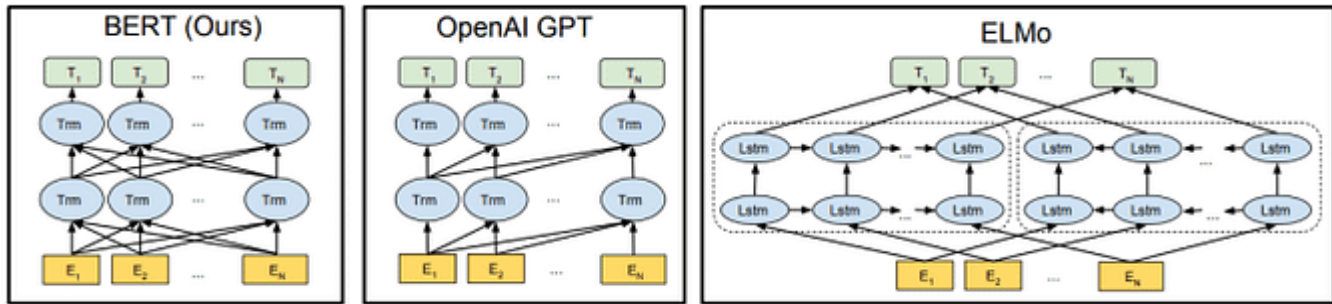 BERT (Ours)
T1 T2 ... TN
Trm Trm ... Trm
Trm Trm ... Trm
E1 E2 ... EN
OpenAI GPT
T1 T2 ... TN
Trm Trm ... Trm
Trm Trm ... Trm
E1 E2 ... EN
ELMo
T1 T2 ... TN
Lstm Lstm ... Lstm Lstm Lstm ... Lstm
Lstm Lstm ... Lstm Lstm Lstm ... Lstm
E1 E2 ... EN